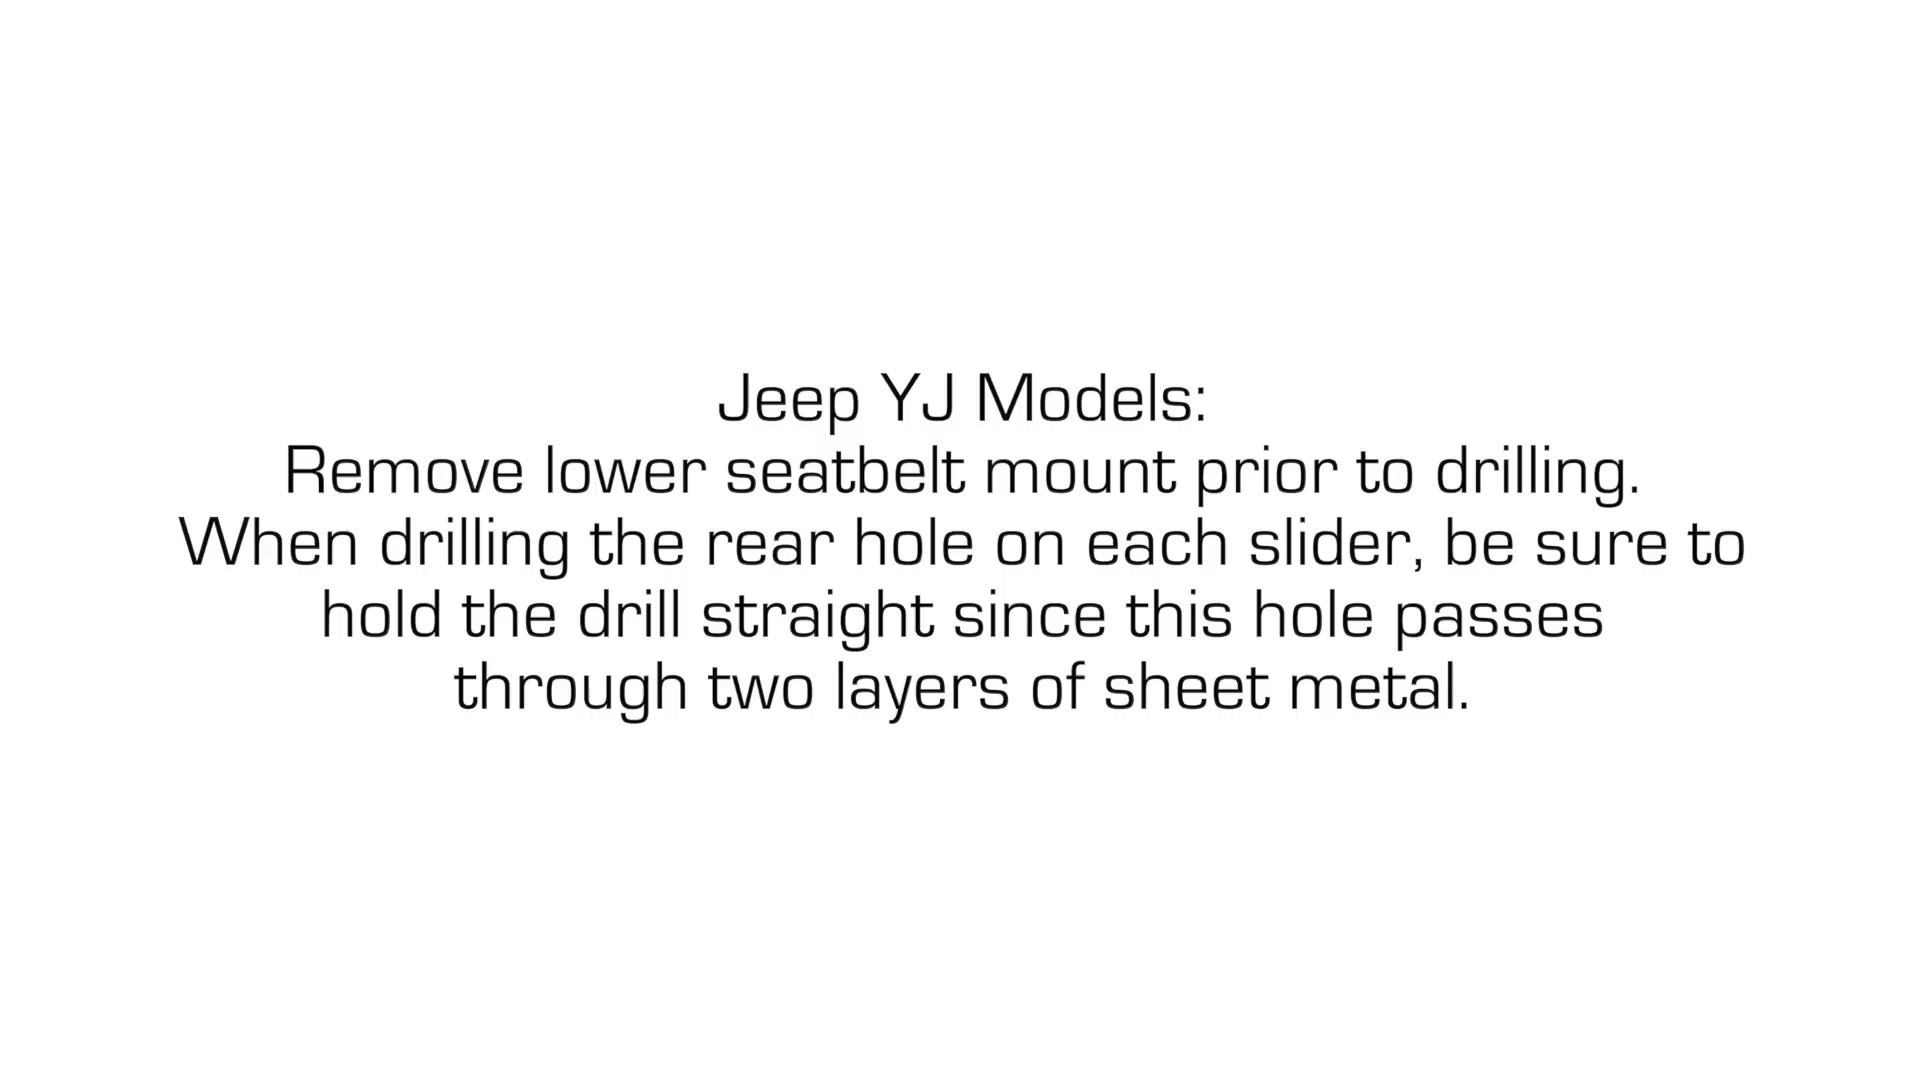 Jeep YJ Models:
Remove lower seatbelt mount prior to drilling.
When drilling the rear hole on each slider, be sure to
hold the drill straight since this hole passes
through two layers of sheet metal.